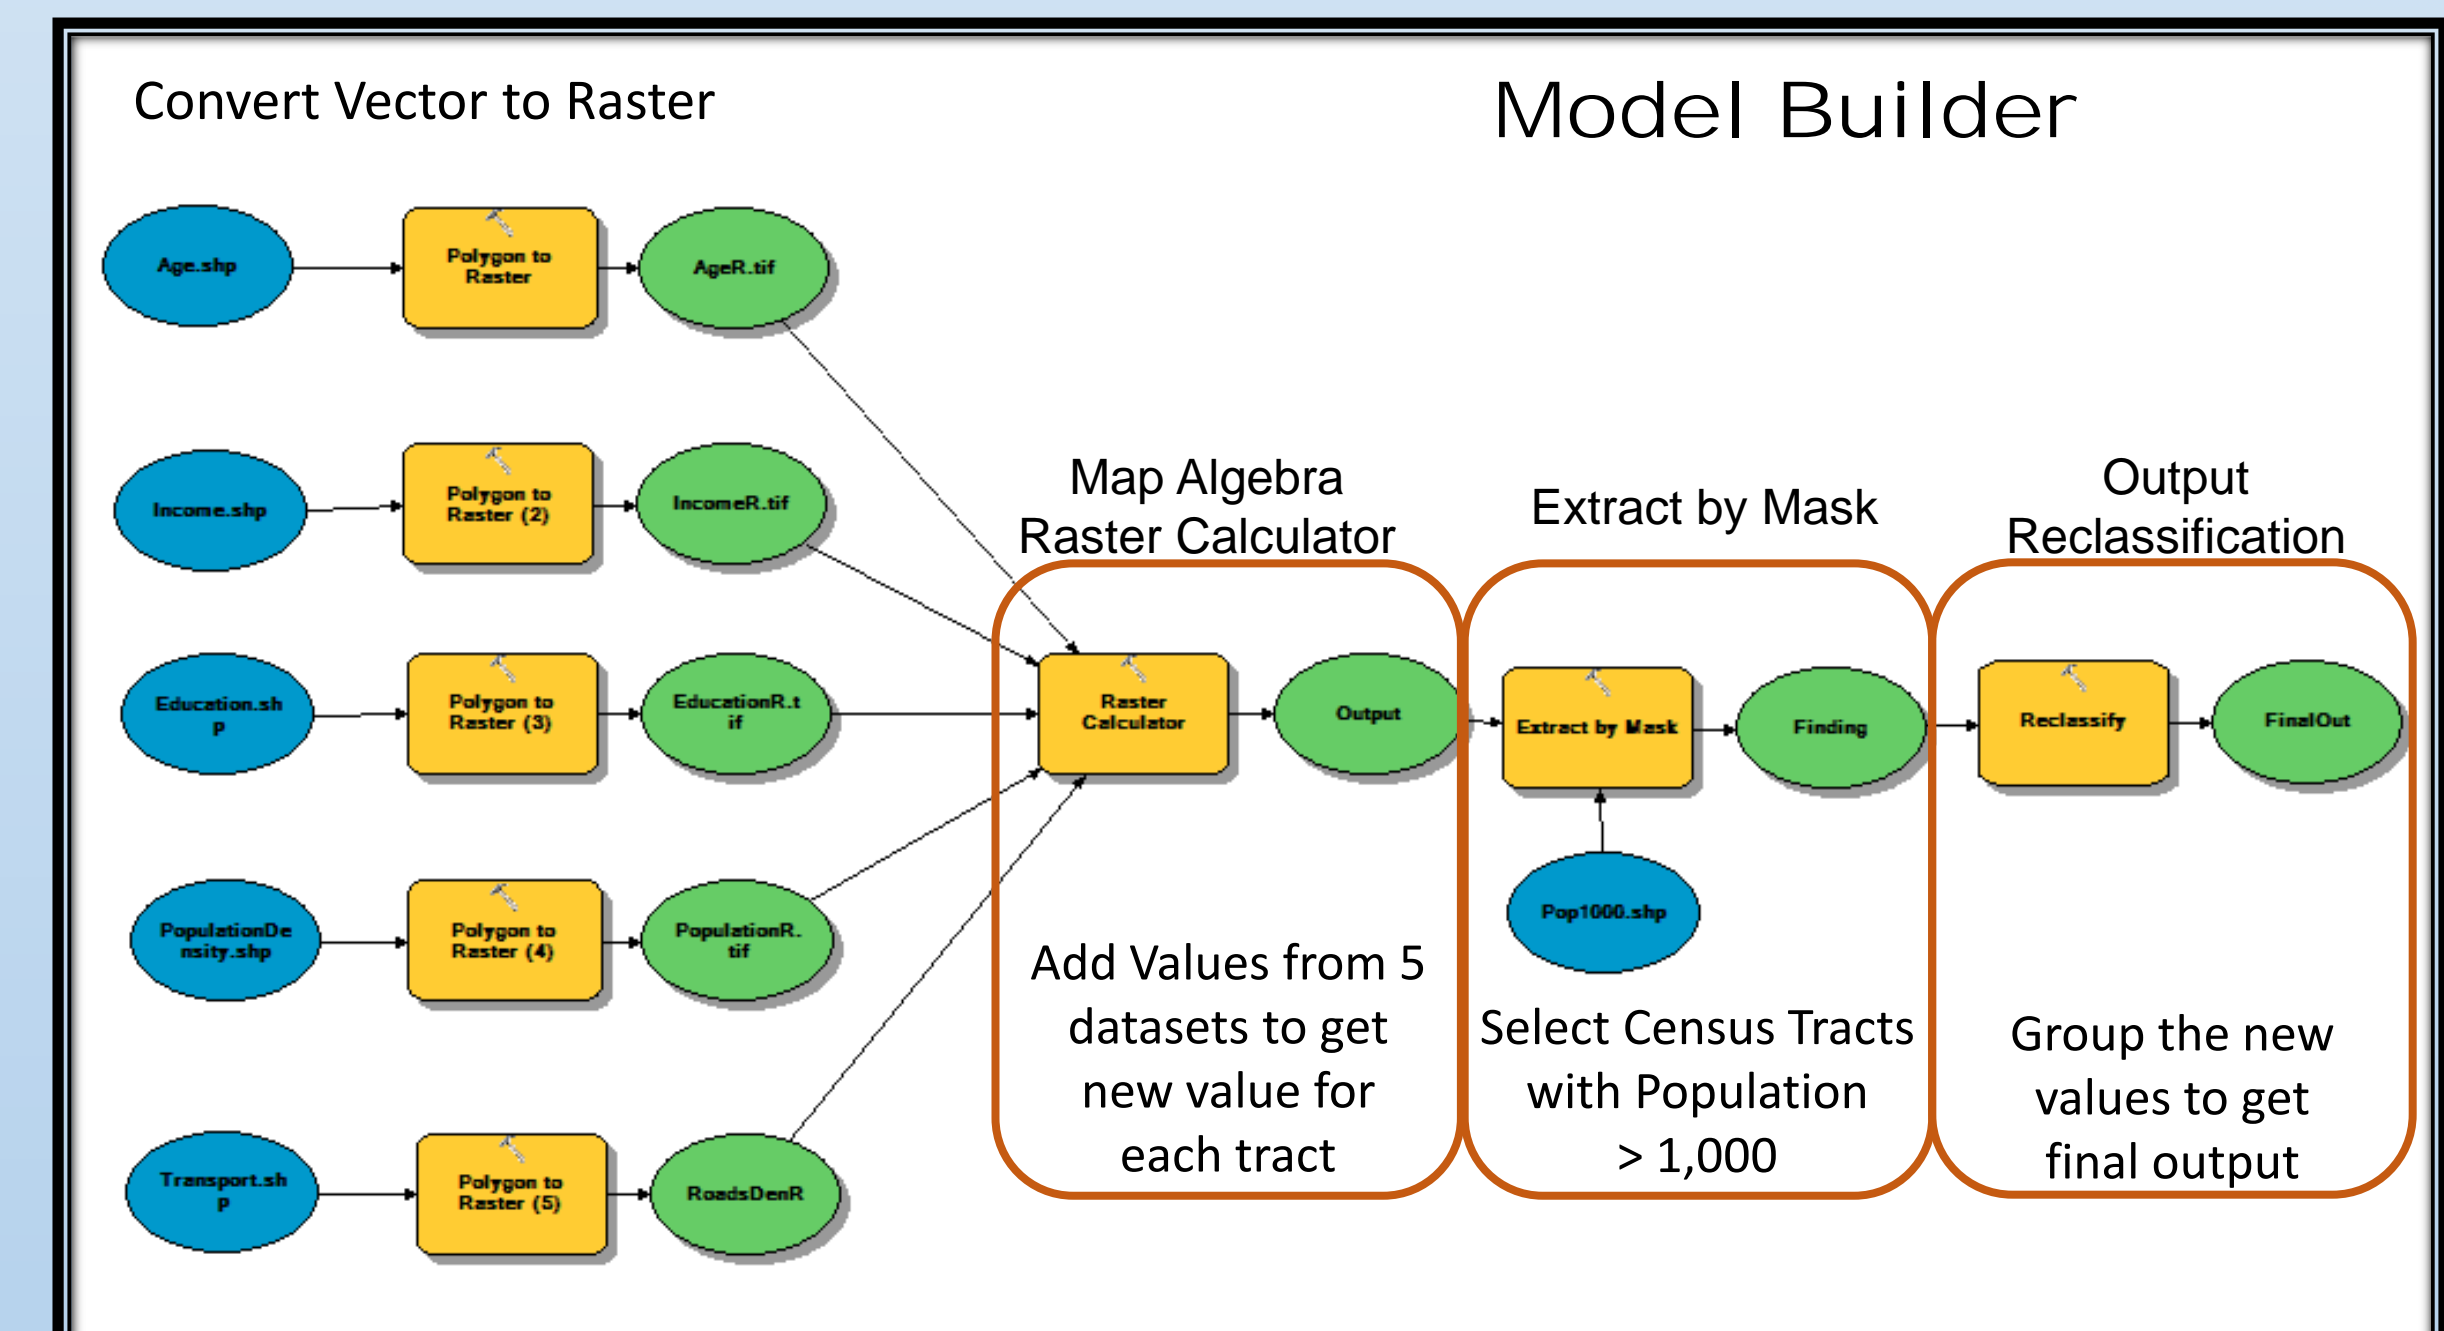 Convert Vector to Raster
Model Builder
Age.shp
Polygon to
Raster
AgeR.tif
Income.shp
Polygon to
Raster (2)
IncomeR.tif
Education.sh
p
Polygon to
Raster (3)
EducationR.t
if
PopulationDe
nsity.shp
Polygon to
Raster (4)
PopulationR.
tif
Transport.sh
p
Polygon to
Raster (5)
RoadsDenR
Map Algebra
Raster Calculator
Raster
Calculator
Output
Add Values from 5
datasets to get
new value for
each tract
Extract by Mask
Extract by Mask
Finding
Pop1000.shp
Select Census Tracts
with Population
> 1,000
Output
Reclassification
Reclassify
FinalOut
Group the new
values to get
final output